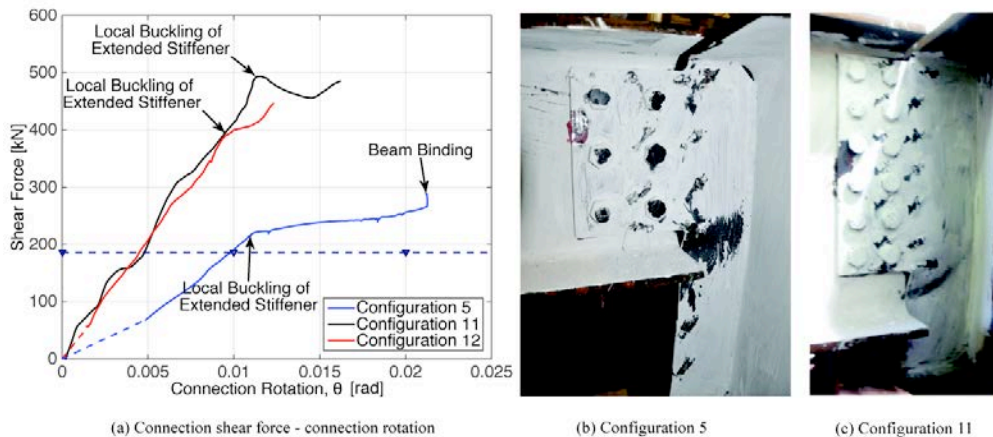 600
500
400
300
200
100
0
Shear Force [kN]
Local Buckling of
Extended Stiffener
Local Buckling of
Extended Stiffener
Beam Binding
Local Buckling of
Extended Stiffener
Configuration 5
Configuration 11
Configuration 12
0 0.005 0.01 0.015 0.02 0.025
Connection Rotation, θ [rad]
(a) Connection shear force - connection rotation
(b) Configuration 5
(c) Configuration 11